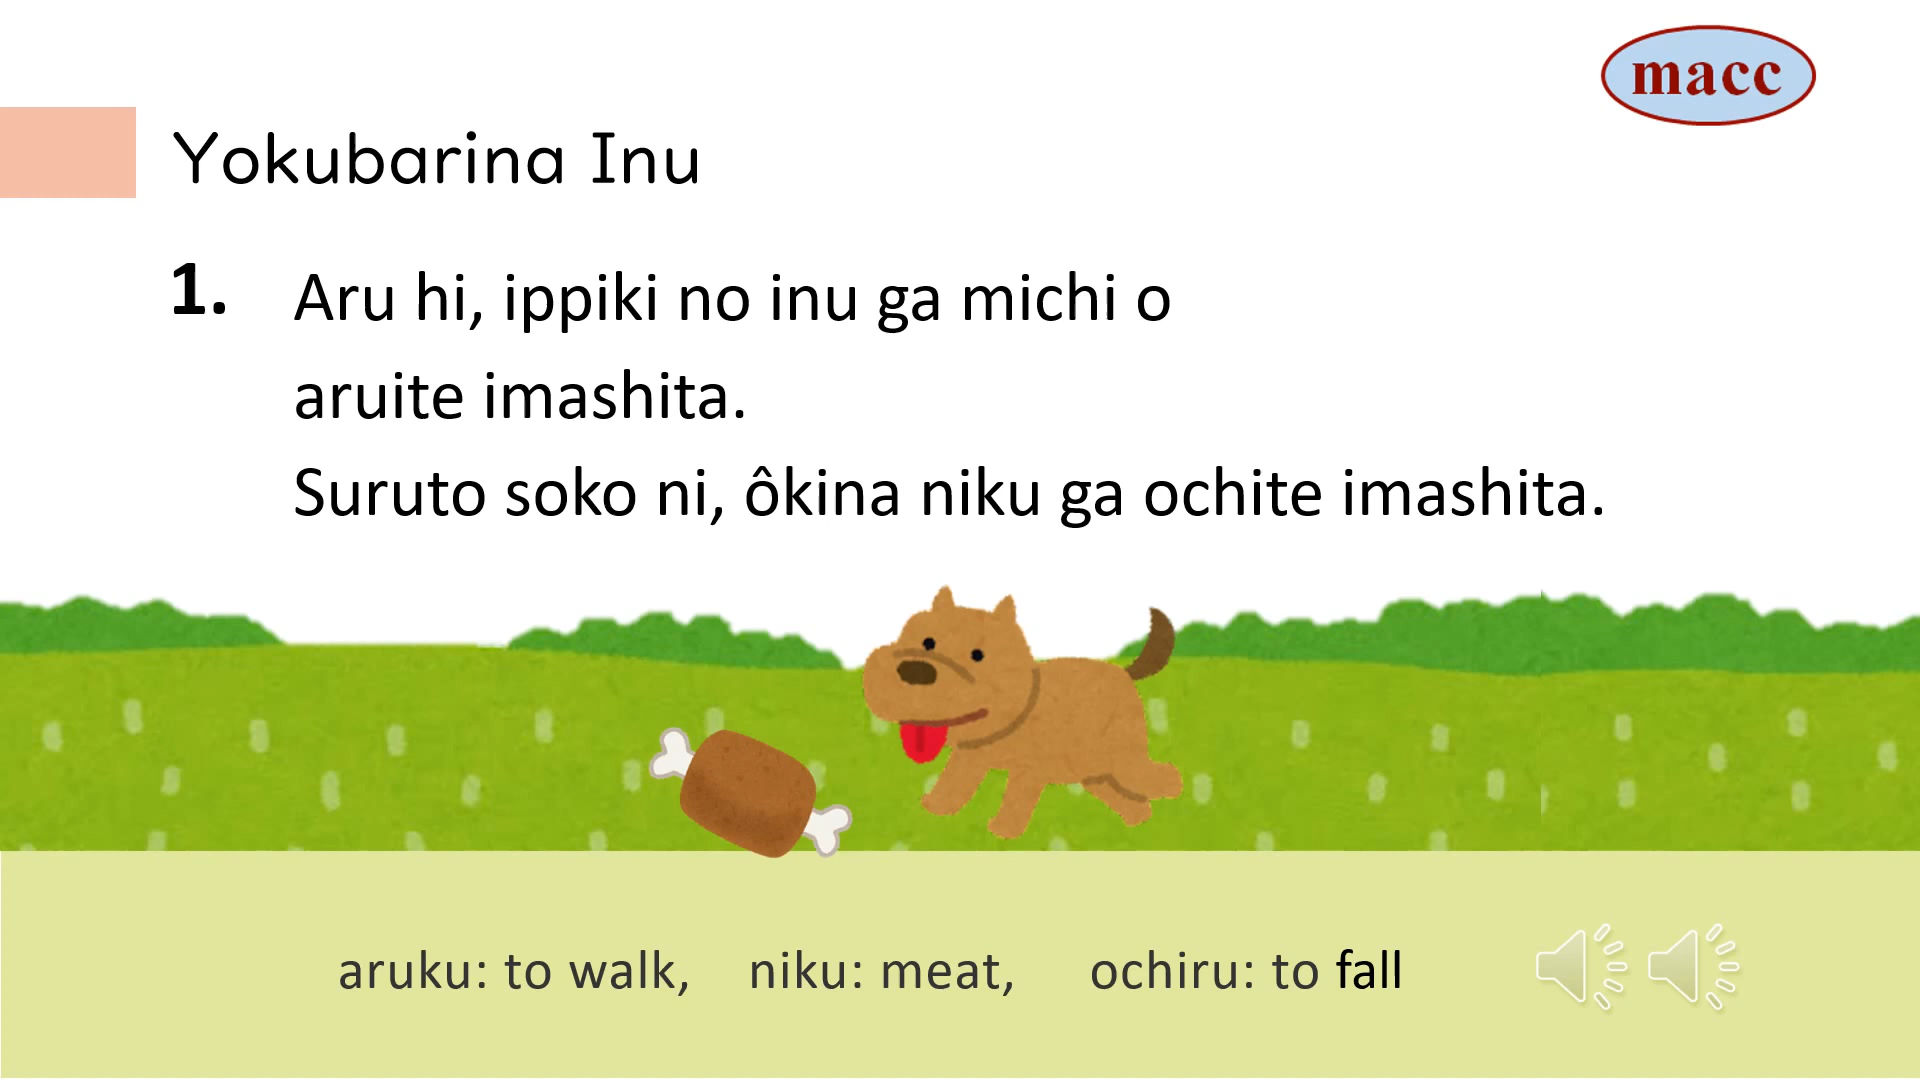 macc
Yokubarina Inu
1. Aru hi, ippiki no inu ga michi o
aruite imashita.
Suruto soko ni, ôkina niku ga ochite imashita.
aruku: to walk, niku: meat, ochiru: to fall